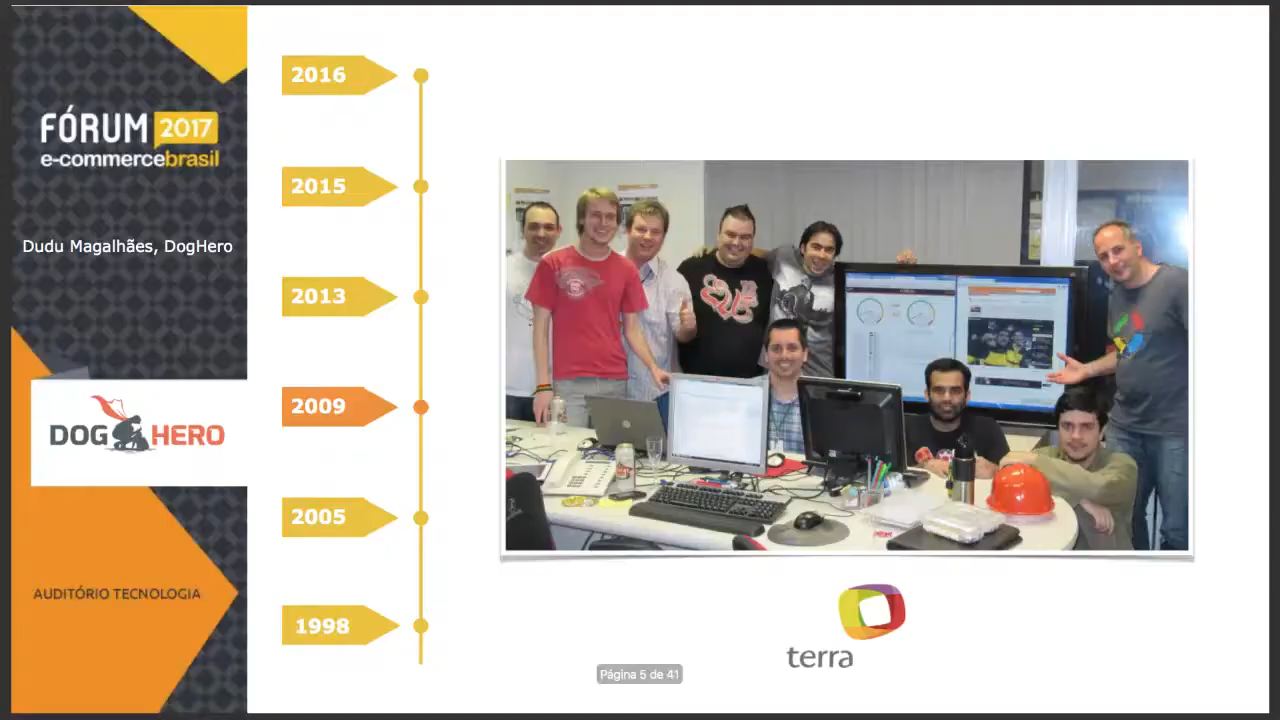 FÓRUM 2017
e-commercebrasil
Dudu Magalhães, DogHero
DOG HERO
AUDITÓRIO TECNOLOGIA
2016
2015
2013
2009
2005
1998
terra
Página 5 de 41